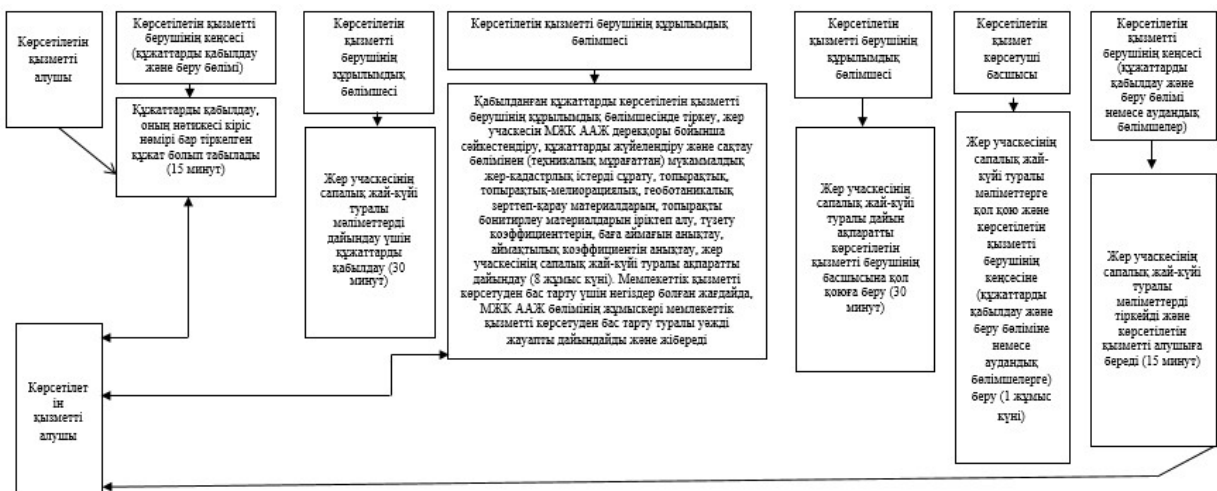 Көрсетілетін
қызметті
алушы
Көрсетілетін қызметті
берушінің кеңсесі
(құжаттарды қабылдау
және беру бөлімі)
Құжаттарды қабылдау,
оның нәтижесі кіріс
нөмірі бар тіркелген
құжат болып табылады
(15 минут)
Көрсетілетін
қызметті
берушінің
құрылымдық
бөлімшесі
Жер учаскесінің
сапалық жай-күйі
туралы
мәліметтерді
дайындау үшін
құжаттарды
қабылдау (30
минут)
Көрсетілетін қызметті берушінің құрылымдық
бөлімшесі
Қабылданған құжаттарды көрсетілетін қызметті
берушінің құрылымдық бөлімшесінде тіркеу, жер
учаскесін МЖК ААЖ дерекқоры бойынша
сәйкестендіру, құжаттарды жүйелендіру және сақтау
бөлімінен (техникалық мұрағаттан) мүкаммалдық
жер-кадастрлық істерді сұрату, топырақтық,
топырақтық-мелиорациялық, геоботаникалық
зерттеп-қарау материалдарын, топырақты
бонитирлеу материалдарын іріктеп алу, түзету
коэффициенттерін, баға аймағын анықтау,
аймақтылық коэффициентін анықтау, жер
учаскесінің сапалық жай-күйі туралы ақпаратты
дайындау (8 жұмыс күні). Мемлекеттік қызметті
көрсетуден бас тарту үшін негіздер болған жағдайда,
МЖК ААЖ бөлімінің жұмыскері мемлекеттік
қызметті көрсетуден бас тарту туралы уәжді
жауапты дайындайды және жібереді
Көрсетілетін
қызметті берушінің
құрылымдық
бөлімшесі
Жер учаскесінің
сапалық жай-күйі
туралы дайын
ақпаратты
көрсетілетін
қызметті берушінің
басшысына қол
қоюға беру (30
минут)
Көрсетілетін
қызмет
көрсетуші
басшысы
Жер учаскесінің
сапалық жай-
күйі туралы
мәліметтерге
қол қою және
көрсетілетін
қызметті
берушінің
кеңсесіне
(құжаттарды
қабылдау және
беру бөліміне
немесе
аудандық
бөлімшелерге)
беру (1 жұмыс
күні)
Көрсетілетін
қызметті
берушінің кеңсесі
(құжаттарды
қабылдау және
беру бөлімі
немесе аудандық
бөлімшелер)
Жер учаскесінің
сапалық жай-күйі
туралы
мәліметтерді
тіркейді және
көрсетілетін
қызметті алушыға
береді (15 минут)
Көрсетілет
ін
қызметті
алушы